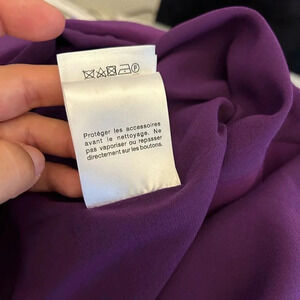 Protéger les accessoires
avant le nettoyage. Ne
pas vaporiser ou repasser
directement sur les boutons.